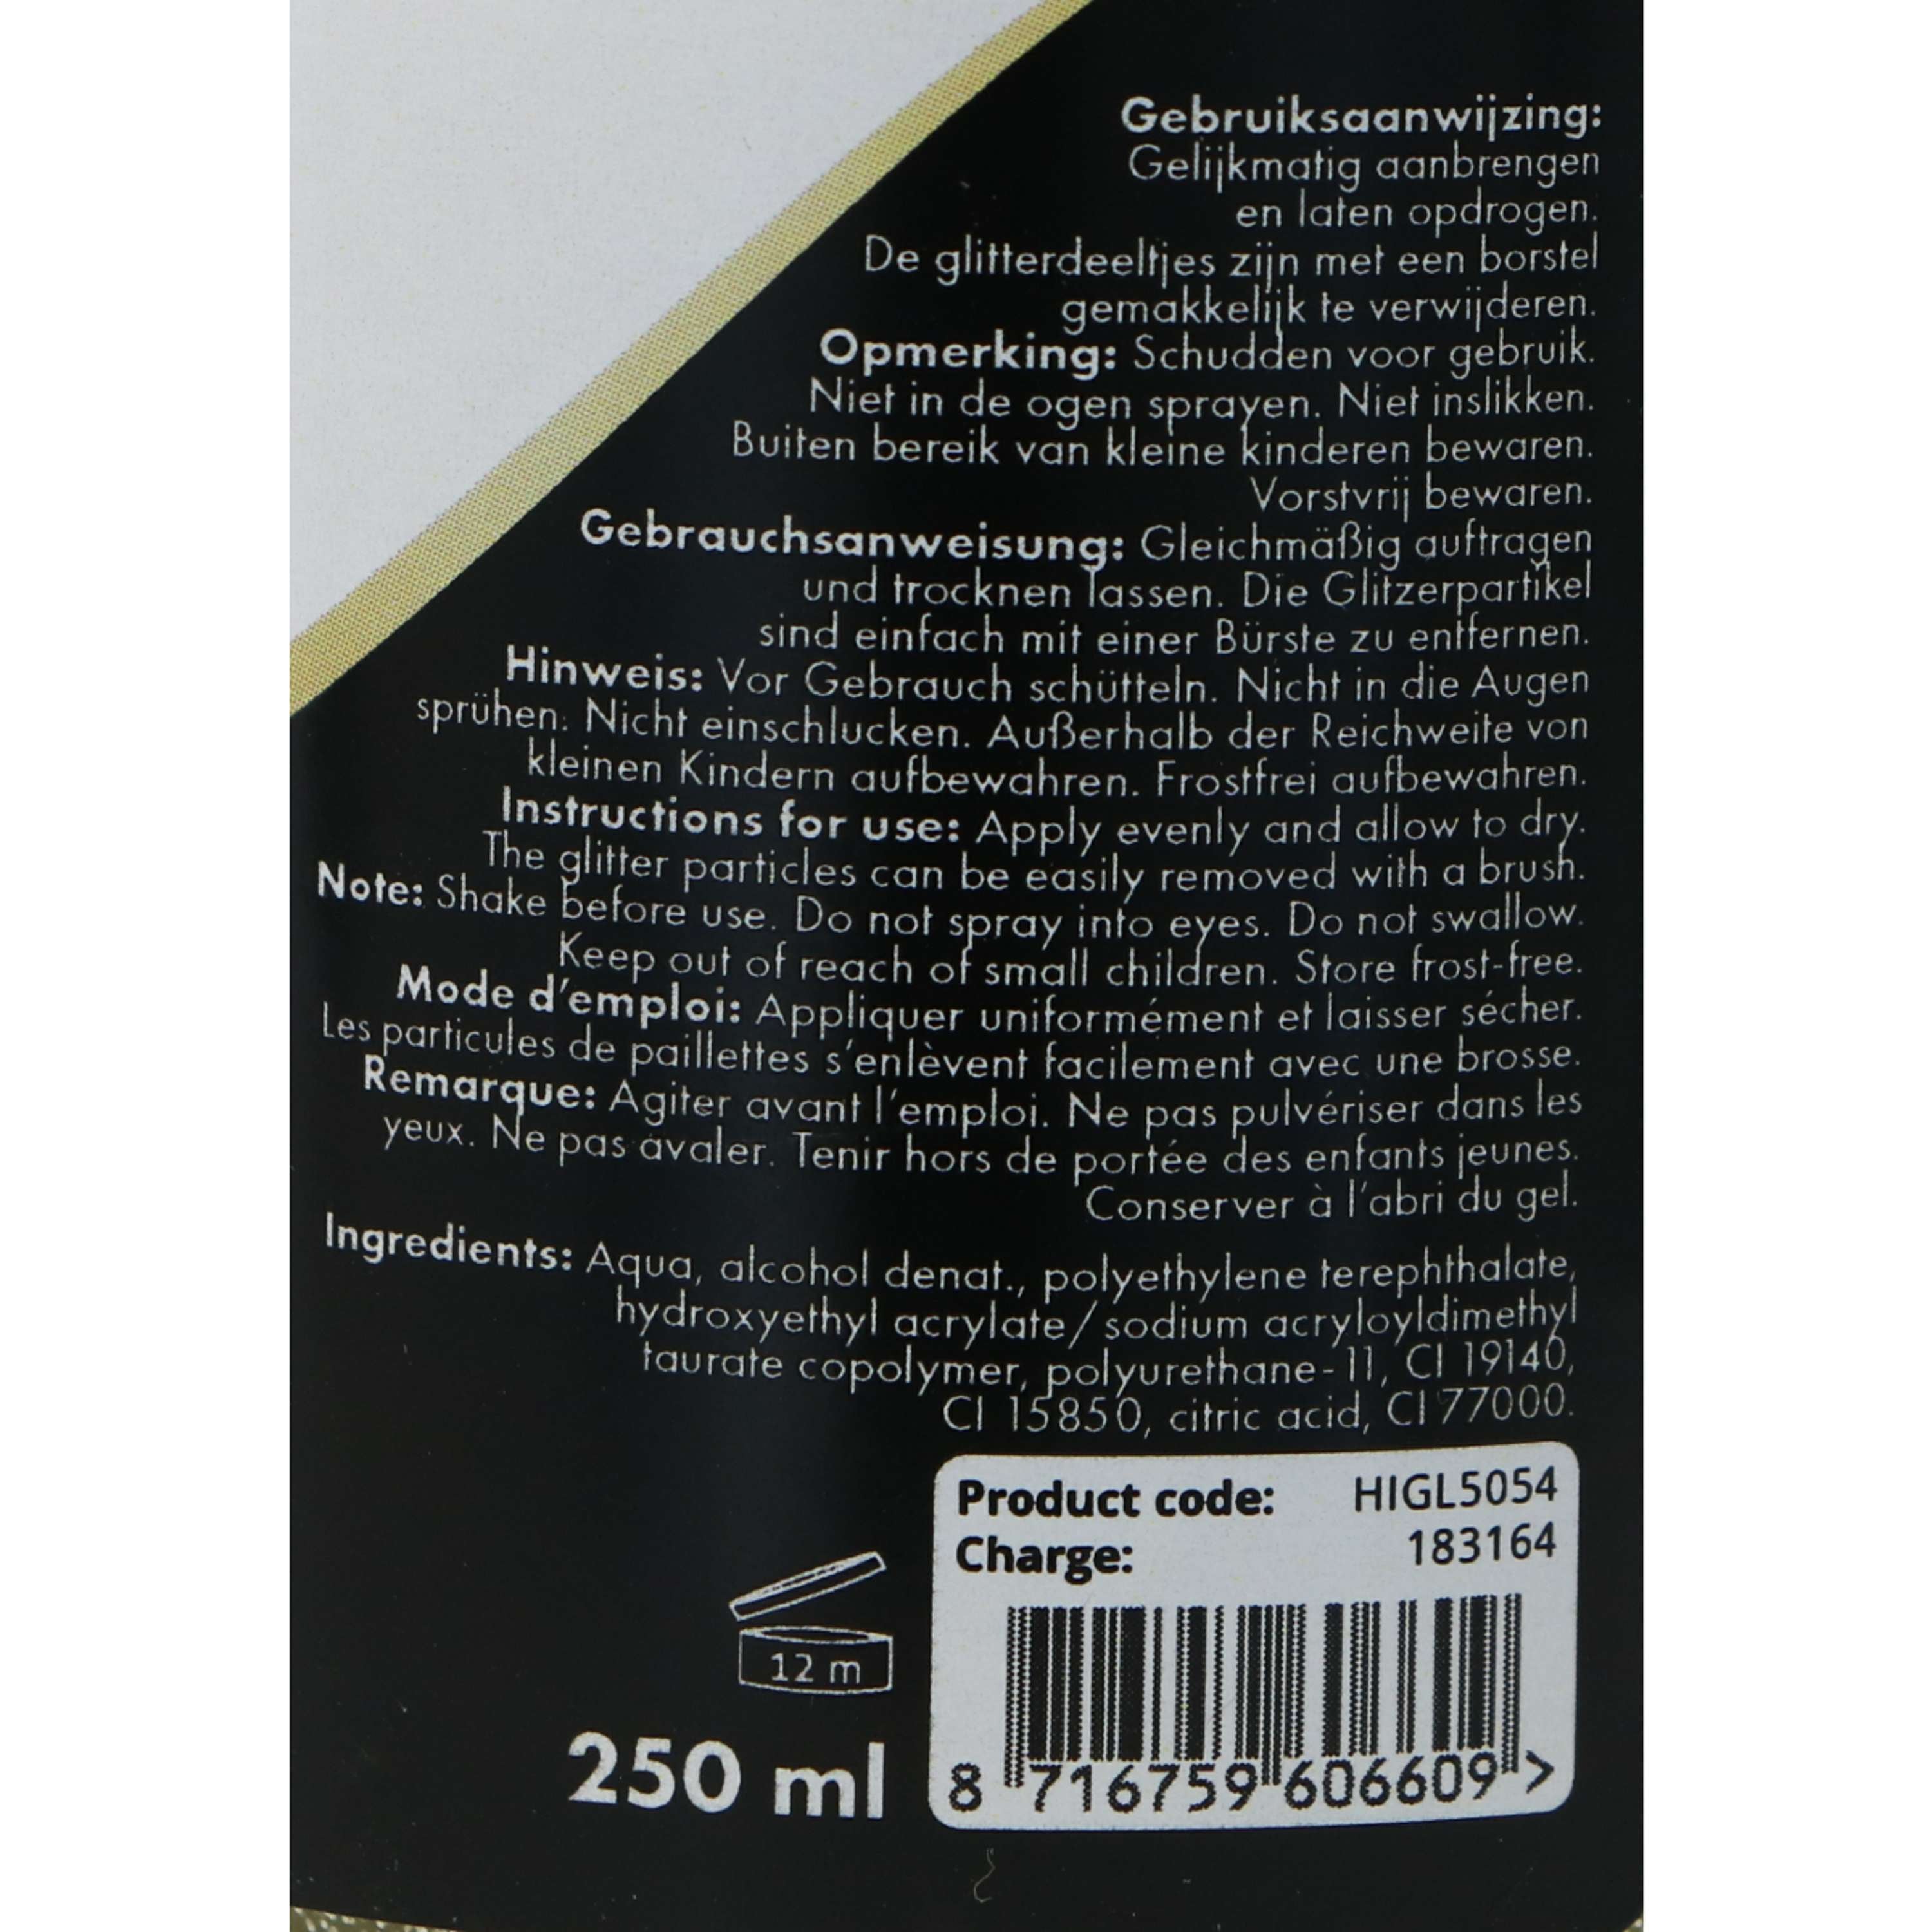 Gebruiksaanwijzing:
Gelijkmatig aanbrengen
en laten opdrogen.
De glitterdeeltjes zijn met een borstel
gemakkelijk te verwijderen.
Opmerking: Schudden voor gebruik.
Niet in de ogen sprayen. Niet inslikken.
Buiten bereik van kleine kinderen bewaren.
Vorstvrij bewaren.
Gebrauchsanweisung: Gleichmäßig auftragen
und trocknen lassen. Die Glitzerpartikel
sind einfach mit einer Bürste zu entfernen.
Hinweis: Vor Gebrauch schütteln. Nicht in die Augen
sprühen. Nicht einschlucken. Außerhalb der Reichweite von
kleinen Kindern aufbewahren. Frostfrei aufbewahren.
Instructions for use: Apply evenly and allow to dry.
The glitter particles can be easily removed with a brush.
Note: Shake before use. Do not spray into eyes. Do not swallow.
Keep out of reach of small children. Store frost-free.
Mode d'emploi: Appliquer uniformément et laisser sécher.
Les particules de paillettes s'enlèvent facilement avec une brosse.
Remarque: Agiter avant l'emploi. Ne pas pulvériser dans les
yeux. Ne pas avaler. Tenir hors de portée des enfants jeunes.
Conserver à l'abri du gel.
Ingredients: Aqua, alcohol denat., polyethylene terephthalate,
hydroxyethyl acrylate/sodium acryloyldimethyl
taurate copolymer, polyurethane-11, CI 19140,
CI 15850, citric acid, CI 77000.
Product code: HIGL5054
Charge: 183164
12 m
250 ml
8 716759 606609 >